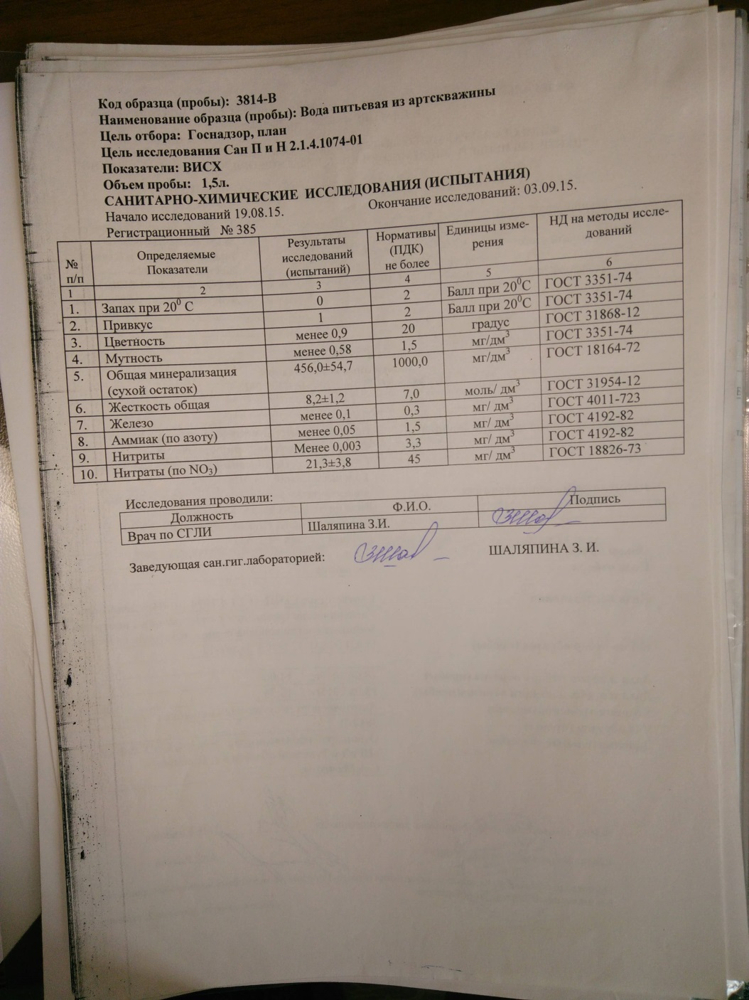 Код образца (пробы): 3814-В
Наименование образца (пробы): Вода питьевая из артскважины
Цель отбора: Госнадзор, план
Цель исследования Сан П и Н 2.1.4.1074-01
Показатели: ВИСХ
Объем пробы: 1,5л.
САНИТАРНО-ХИМИЧЕСКИЕ ИССЛЕДОВАНИЯ (ИСПЫТАНИЯ)
Начало исследований 19.08.15. Окончание исследований: 03.09.15.
Регистрационный № 385
№ п/п Определяемые Показатели Результаты исследований (испытаний) Нормативы (ПДК) не более Единицы изме-рения НД на методы иссле-дований
1 2 3 4 5 6
1. Запах при 20⁰ С 0 2 Балл при 20⁰С ГОСТ 3351-74
2. Привкус 1 2 Балл при 20⁰С ГОСТ 3351-74
3. Цветность менее 0,9 20 градус ГОСТ 31868-12
4. Мутность менее 0,58 1,5 мг/дм³ ГОСТ 3351-74
5. Общая минерализация 456,0±54,7 1000,0 мг/дм³ ГОСТ 18164-72
(сухой остаток)
6. Жесткость общая 8,2±1,2 7,0 моль/ дм³ ГОСТ 31954-12
7. Железо менее 0,1 0,3 мг/ дм³ ГОСТ 4011-723
8. Аммиак (по азоту) менее 0,05 1,5 мг/ дм³ ГОСТ 4192-82
9. Нитриты Менее 0,003 3,3 мг/ дм³ ГОСТ 4192-82
10. Нитраты (по NO₃) 21,3±3,8 45 мг/ дм³ ГОСТ 18826-73
Исследования проводили:
Должность Ф.И.О. Подпись
Врач по СГЛИ Шаляпина З.И.
Заведующая сан.гиг.лабораторией: ШАЛЯПИНА З. И.